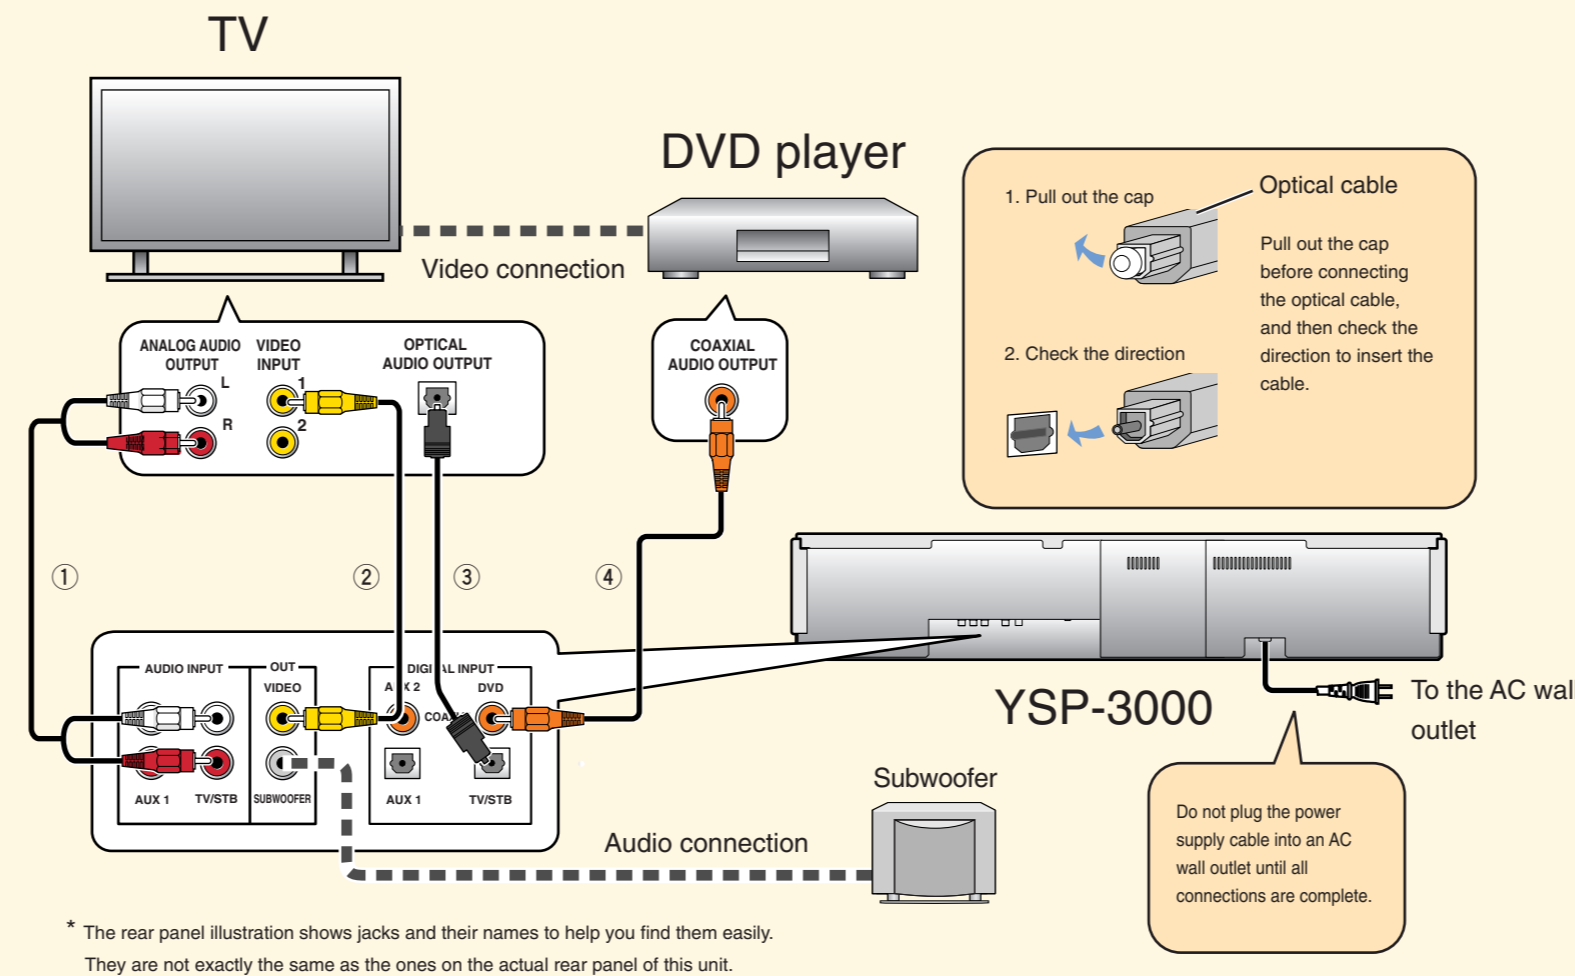 TV
DVD player
Video connection
1. Pull out the cap
Optical cable
Pull out the cap
before connecting
the optical cable,
and then check the
direction to insert the
cable.
2. Check the direction
ANALOG AUDIO
OUTPUT
L
R
VIDEO
INPUT
1
2
OPTICAL
AUDIO OUTPUT
COAXIAL
AUDIO OUTPUT
①
②
③
④
AUDIO INPUT
AUX 1
TV/STB
OUT
VIDEO
SUBWOOFER
DIGITAL INPUT
AUX 2
DVD
AUX 1
TV/STB
YSP-3000
To the AC wall
outlet
Subwoofer
Audio connection
Do not plug the power
supply cable into an AC
wall outlet until all
connections are complete.
* The rear panel illustration shows jacks and their names to help you find them easily.
They are not exactly the same as the ones on the actual rear panel of this unit.